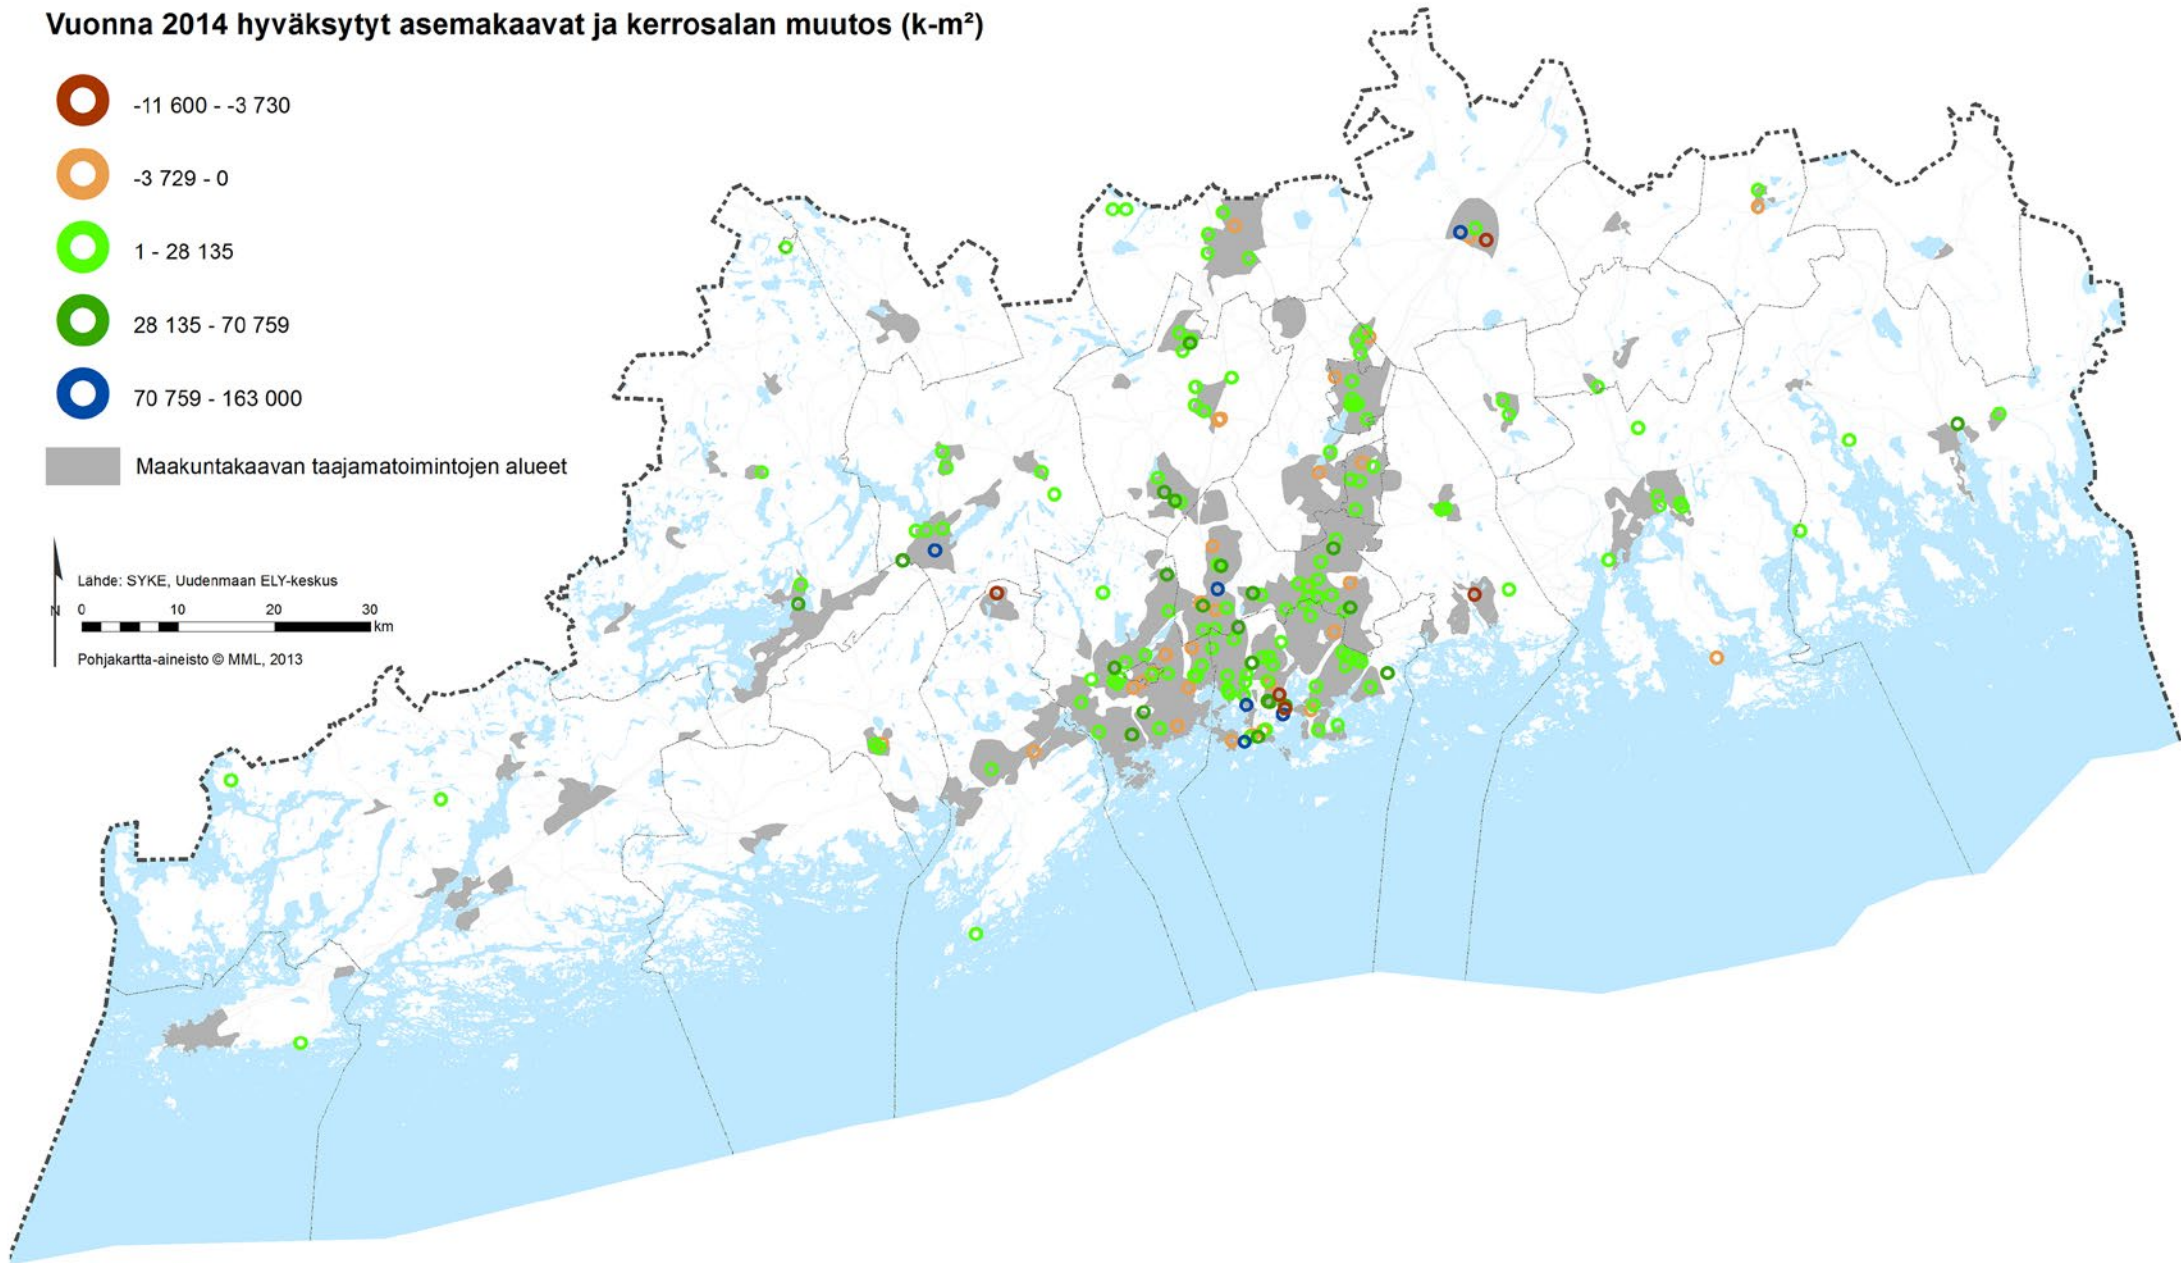 Vuonna 2014 hyväksytyt asemakaavat ja kerrosalan muutos (k-m²)
-11 600 - -3 730
-3 729 - 0
1 - 28 135
28 135 - 70 759
70 759 - 163 000
Maakuntakaavan taajamatoimintojen alueet
Lähde: SYKE, Uudenmaan ELY-keskus
N 0 10 20 30
km
Pohjakartta-aineisto © MML, 2013